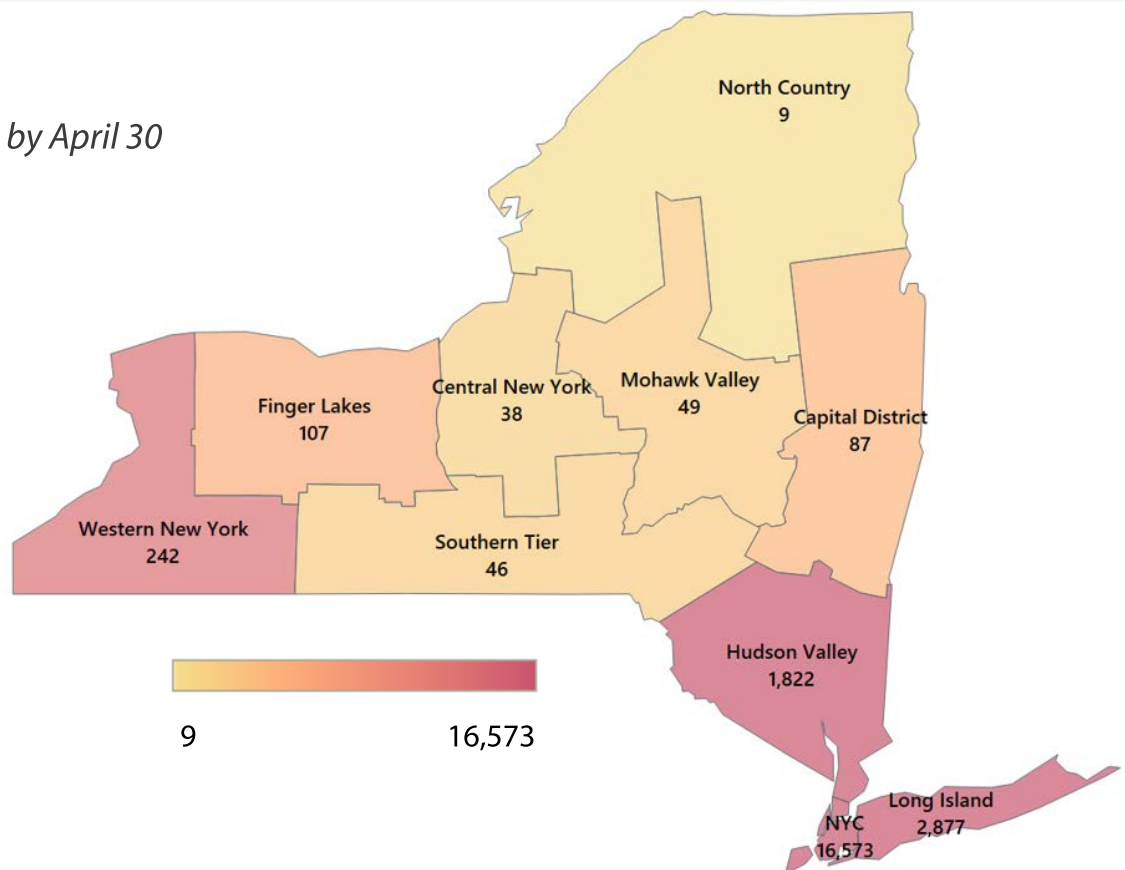 by April 30
North Country
9
Central New York
38
Mohawk Valley
49
Finger Lakes
107
Capital District
87
Western New York
242
Southern Tier
46
Hudson Valley
1,822
9
16,573
Long Island
2,877
NYC
16,573